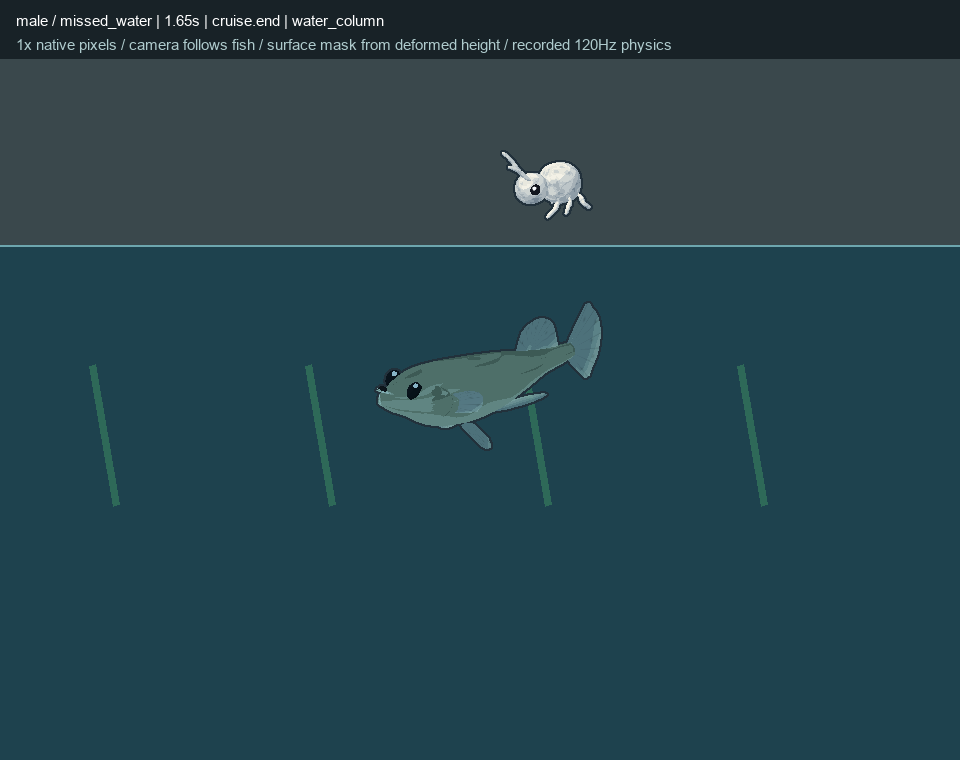 male / missed_water | 1.65s | cruise.end | water_column
1x native pixels / camera follows fish / surface mask from deformed height / recorded 120Hz physics